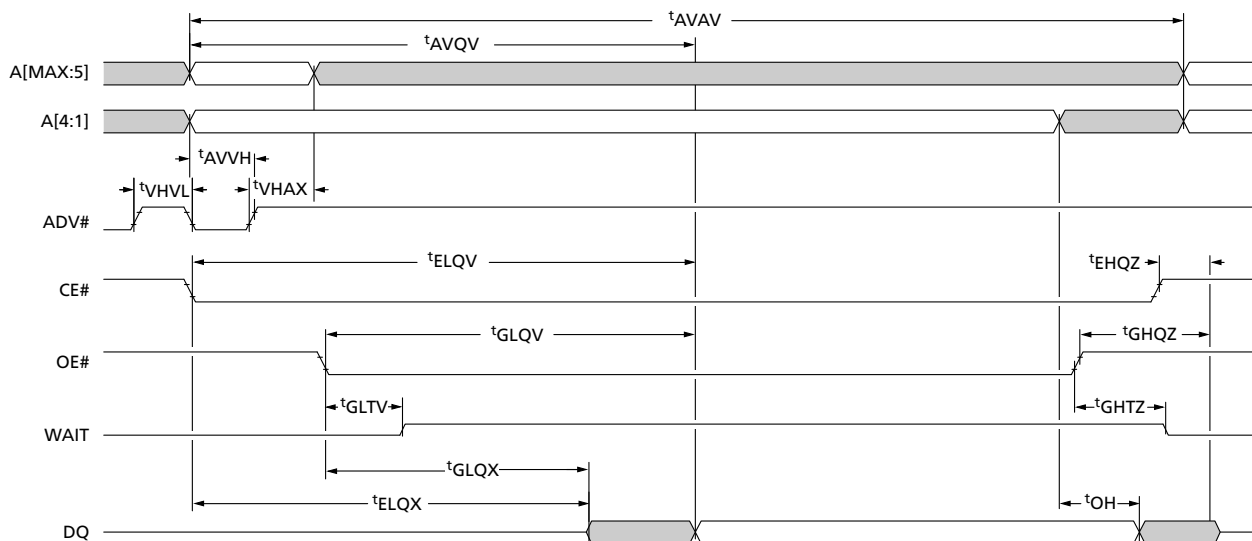 tAVAV
tAVQV
A[MAX:5]
A[4:1]
tAVVH
tVHVL
tVHAX
ADV#
tELQV
tEHQZ
CE#
tGLQV
tGHQZ
OE#
tGLTV
tGHTZ
WAIT
tGLQX
tELQX
tOH
DQ